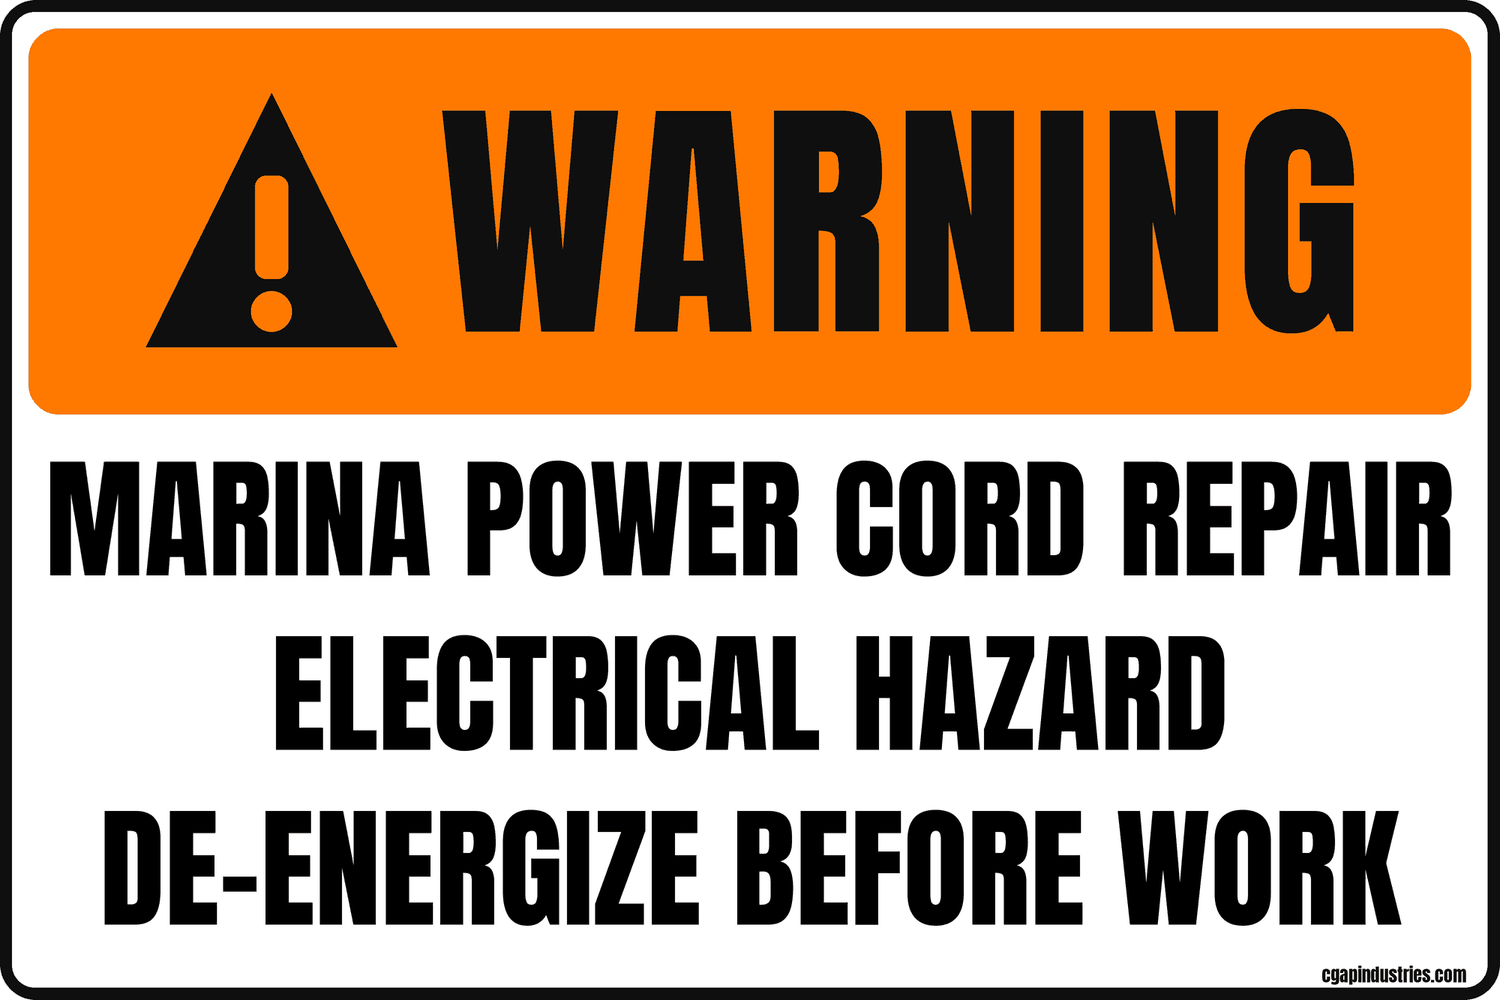 WARNING
MARINA POWER CORD REPAIR
ELECTRICAL HAZARD
DE-ENERGIZE BEFORE WORK
cgapindustries.com